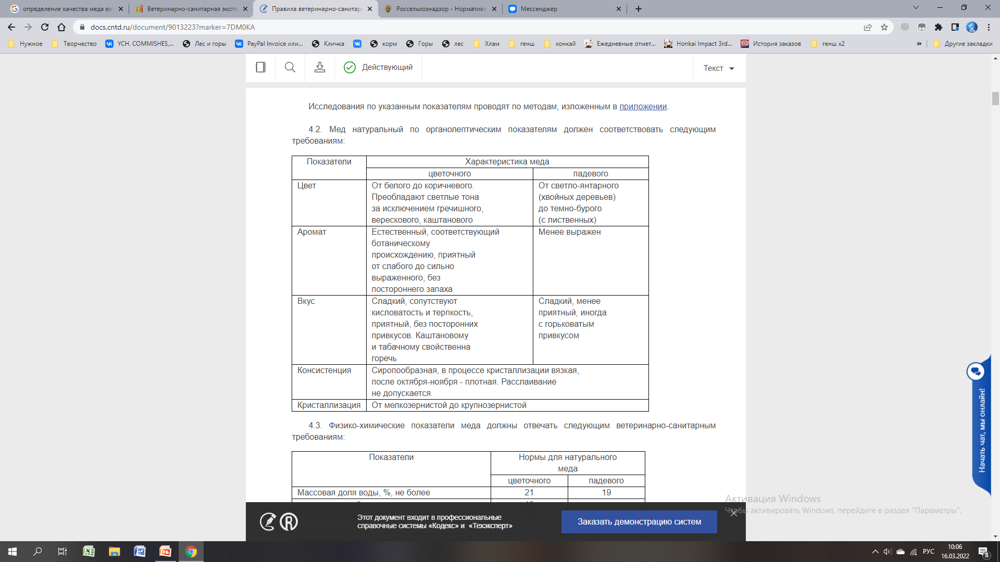 определение качества меда вет
Ветеринарно-санитарная экспе
Правила ветеринарно-санитарн
Россельхознадзор - Нормативн
Мессенджер
docs.cntd.ru/document/9013223?marker=7DM0KA
Нужное
Творчество
YCH. COMMISHES,...
Лес и горы
PayPal Invoice или...
Кличка
корм
Горы
лес
Хлам
генш
хонкай
Ежедневные отмет...
Honkai Impact 3rd...
История заказов
генш х2
»
Другие закладки
Действующий
Текст
Исследования по указанным показателям проводят по методам, изложенным в приложении.
4.2. Мед натуральный по органолептическим показателям должен соответствовать следующим
требованиям:
Показатели
Характеристика меда
цветочного
падевого
Цвет
От белого до коричневого.
Преобладают светлые тона
за исключением гречишного,
верескового, каштанового
От светло-янтарного
(хвойных деревьев)
до темно-бурого
(с лиственных)
Аромат
Естественный, соответствующий
ботаническому
происхождению, приятный
от слабого до сильно
выраженного, без
постороннего запаха
Менее выражен
Вкус
Сладкий, сопутствуют
кисловатость и терпкость,
приятный, без посторонних
привкусов. Каштановому
и табачному свойственна
горечь
Сладкий, менее
приятный, иногда
с горьковатым
привкусом
Консистенция
Сиропообразная, в процессе кристаллизации вязкая,
после октября-ноября - плотная. Расслаивание
не допускается.
Кристаллизация
От мелкозернистой до крупнозернистой
4.3. Физико-химические показатели меда должны отвечать следующим ветеринарно-санитарным
требованиям:
Показатели
Нормы для натурального
меда
цветочного
падевого
Массовая доля воды, %, не более
21
19
Этот документ входит в профессиональные
справочные системы «Кодекс» и «Техэксперт»
Заказать демонстрацию систем
Начать чат, мы онлайн!
Активация Windows
Чтобы активировать Windows, перейдите в раздел "Параметры".
РУС
10:06
16.03.2022
8